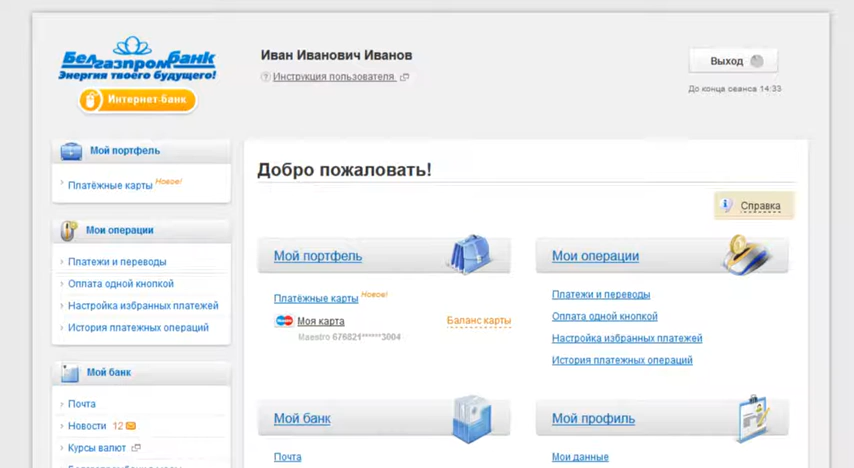 Белгазпромбанк
Энергия твоего будущего!
Интернет-банк
Иван Иванович Иванов
Инструкция пользователя
Выход
До конца сеанса 14:33
Мой портфель
Платёжные карты Новое!
Мои операции
Платежи и переводы
Оплата одной кнопкой
Настройка избранных платежей
История платежных операций
Мой банк
Почта
Новости 12
Курсы валют
Добро пожаловать!
Справка
Мой портфель
Платёжные карты Новое!
Моя карта
Баланс карты
Maestro 676821******3004
Мои операции
Платежи и переводы
Оплата одной кнопкой
Настройка избранных платежей
История платежных операций
Мой банк
Почта
Мой профиль
Мои данные